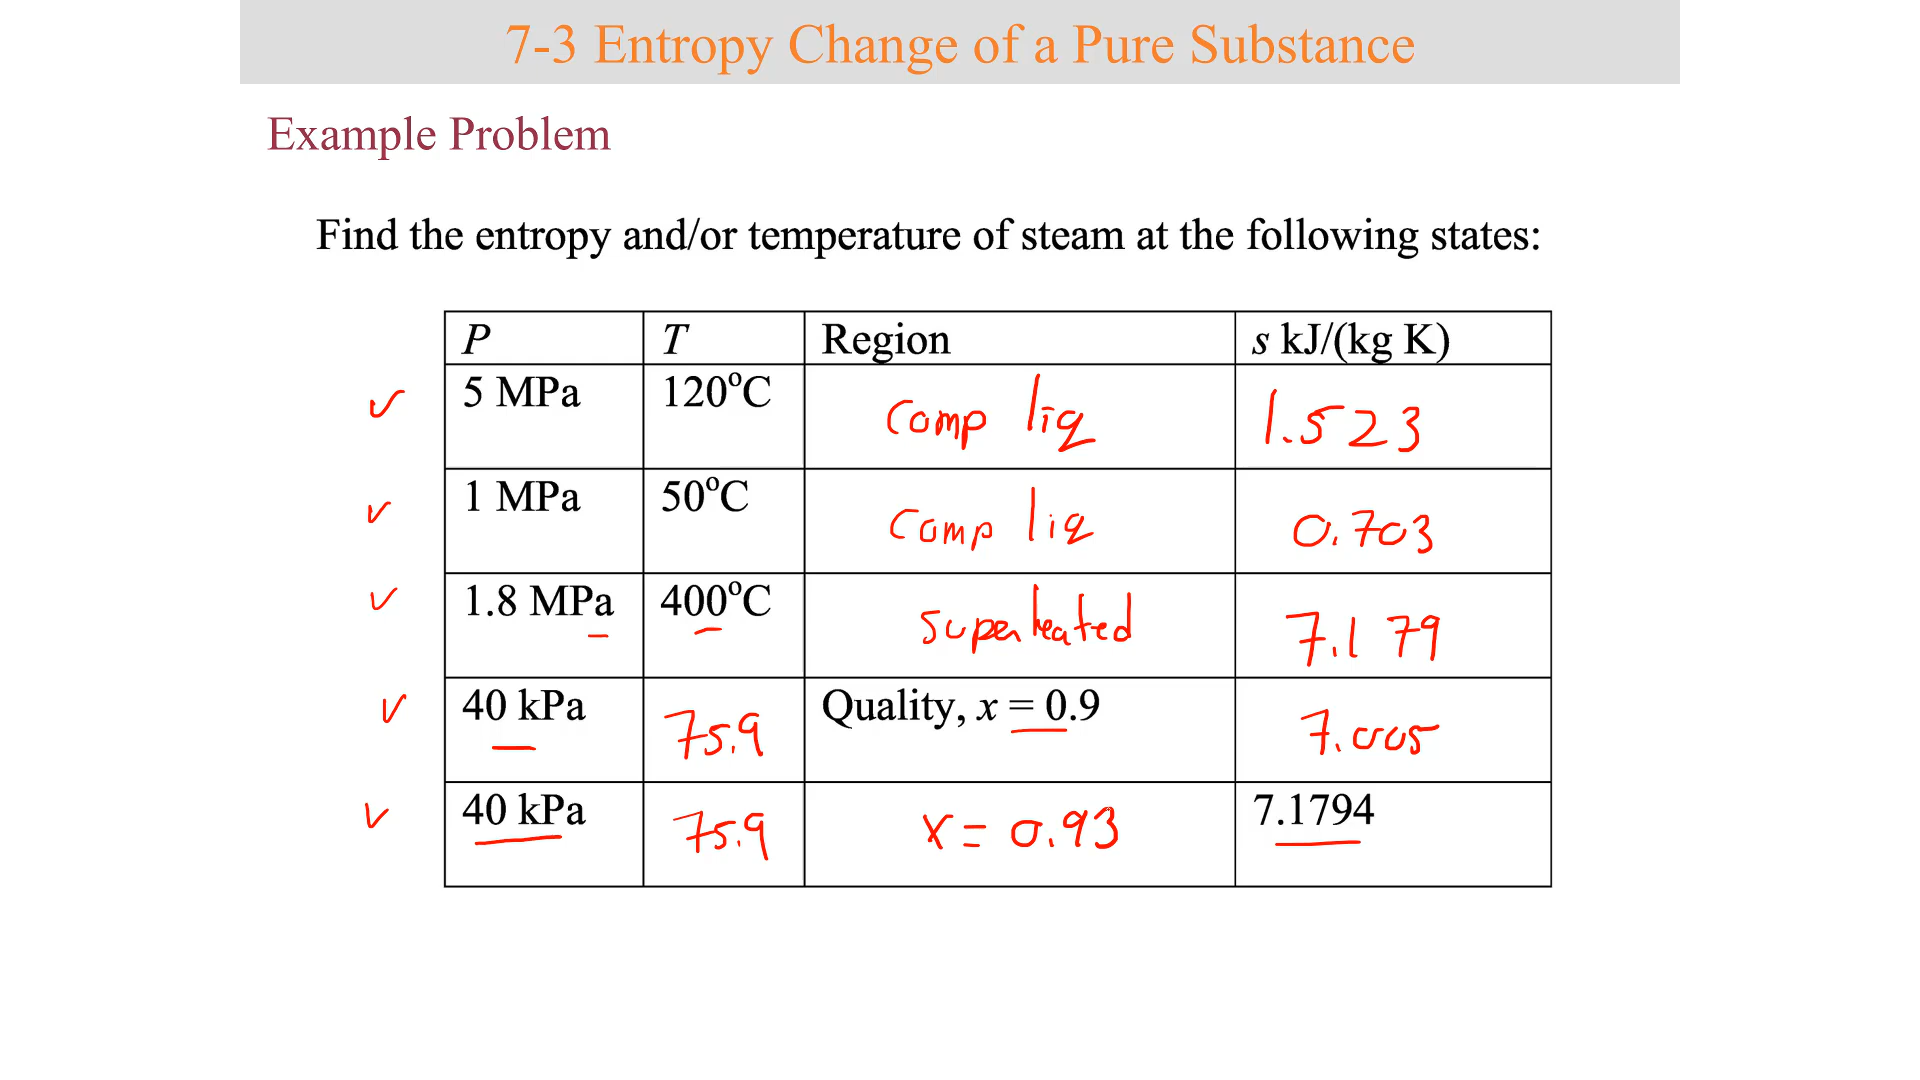 7-3 Entropy Change of a Pure Substance
Example Problem
Find the entropy and/or temperature of steam at the following states:
P T Region s kJ/(kg K)
5 MPa 120°C comp liq 1.523
1 MPa 50°C comp liq 0.703
1.8 MPa 400°C superheated 7.179
40 kPa 75.9 Quality, x = 0.9 7.005
40 kPa 75.9 x = 0.93 7.1794